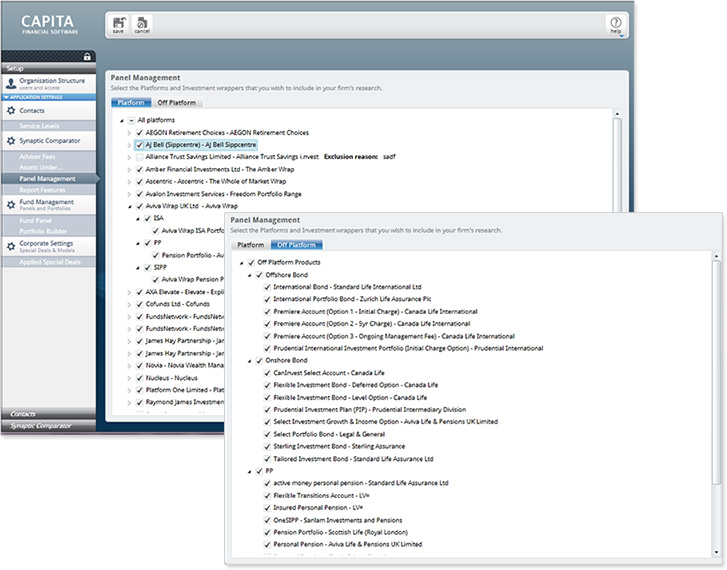 CAPITA
FINANCIAL SOFTWARE
save
cancel
help
Setup
Organisation Structure
users and access
APPLICATION SETTINGS
Contacts
Service Levels
Synaptic Comparator
Adviser Fees
Assets Under...
Panel Management
Report Features
Fund Management
Panels and Portfolios
Fund Panel
Portfolio Builder
Corporate Settings
Special Deals & Models
Applied Special Deals
Contacts
Synaptic Comparator
Panel Management
Select the Platforms and Investment wrappers that you wish to include in your firm's research.
Platform Off Platform
All platforms
AEGON Retirement Choices - AEGON Retirement Choices
AJ Bell (Sippcentre) - AJ Bell Sippcentre
Alliance Trust Savings Limited - Alliance Trust Savings i.nvest Exclusion reason: sadf
Amber Financial Investments Ltd - The Amber Wrap
Ascentric - Ascentric - The Whole of Market Wrap
Avalon Investment Services - Freedom Portfolio Range
Aviva Wrap UK Ltd - Aviva Wrap
ISA
Aviva Wrap ISA Portfo
PP
Pension Portfolio - Av
SIPP
Aviva Wrap Pension P
AXA Elevate - Elevate - Expli
Cofunds Ltd - Cofunds
FundsNetwork - FundsNetw
FundsNetwork - FundsNetw
James Hay Partnership - Jam
James Hay Partnership - Jam
Novia - Novia Wealth Mana
Nucleus - Nucleus
Platform One Limited - Plat
Raymond James Investmen
Panel Management
Select the Platforms and Investment wrappers that you wish to include in your firm's research.
Platform Off Platform
Off Platform Products
Offshore Bond
International Bond - Standard Life International Ltd
International Portfolio Bond - Zurich Life Assurance Plc
Premiere Account (Option 1 - Initial Charge) - Canada Life International
Premiere Account (Option 2 - 5yr Charge) - Canada Life International
Premiere Account (Option 3 - Ongoing Management Fee) - Canada Life International
Prudential International Investment Portfolio (Initial Charge Option) - Prudential International
Onshore Bond
CanInvest Select Account - Canada Life
Flexible Investment Bond - Deferred Option - Canada Life
Flexible Investment Bond - Level Option - Canada Life
Prudential Investment Plan (PIP) - Prudential Intermediary Division
Select Investment Growth & Income Option - Aviva Life & Pensions UK Limited
Select Portfolio Bond - Legal & General
Sterling Investment Bond - Sterling Assurance
Tailored Investment Bond - Standard Life Assurance Ltd
PP
active money personal pension - Standard Life Assurance Ltd
Flexible Transitions Account - LV=
Insured Personal Pension - LV=
OneSIPP - Sanlam Investments and Pensions
Pension Portfolio - Scottish Life (Royal London)
Personal Pension - Aviva Life & Pensions UK Limited